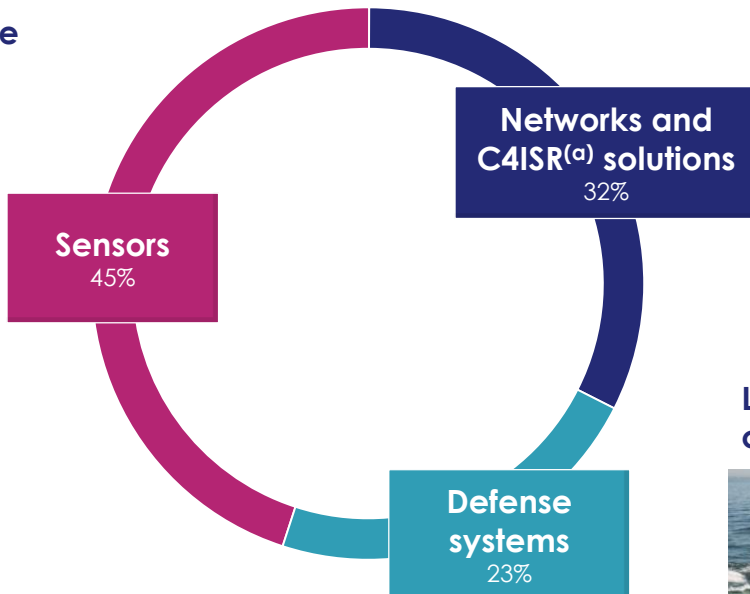 Networks and
C4ISR(a) solutions
32%
Sensors
45%
Defense
systems
23%